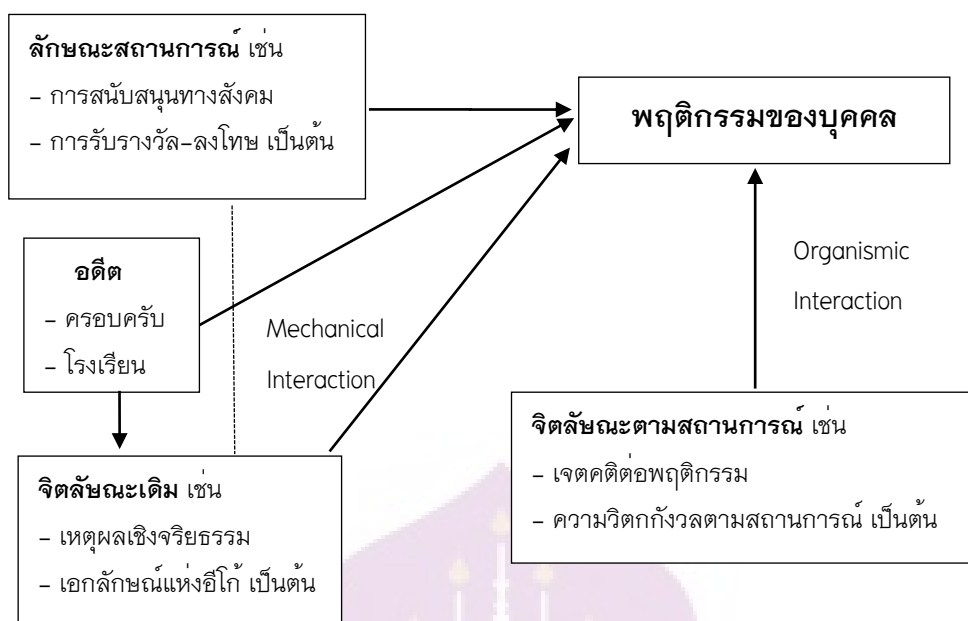 ลักษณะสถานการณ์ เช่น
– การสนับสนุนทางสังคม
– การรับรางวัล-ลงโทษ เป็นต้น
พฤติกรรมของบุคคล
อดีต
– ครอบครับ
– โรงเรียน
Mechanical
Interaction
Organismic
Interaction
จิตลัษณะเดิม เช่น
– เหตุผลเชิงจริยธรรม
– เอกลักษณ์แห่งอีโก้ เป็นต้น
จิตลัษณะตามสถานการณ์ เช่น
– เจตคติต่อพฤติกรรม
– ความวิตกกังวลตามสถานการณ์ เป็นต้น